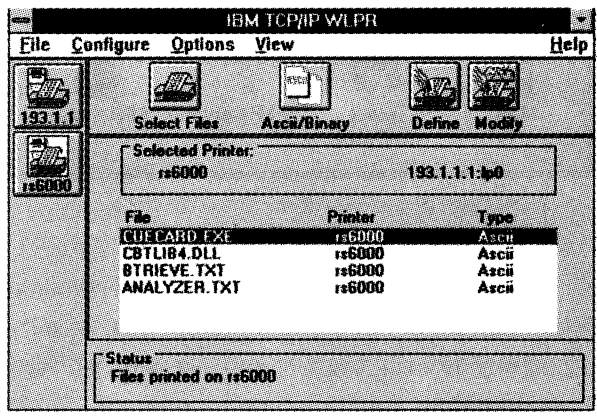 IBM TCP/IP WLPR
File Configure Options View Help
193.1.1
rs6000
ASCII
Select Files Ascii/Binary Define Modify
Selected Printer:
rs6000 193.1.1.1:lp0
File Printer Type
CUECARD.EXE rs6000 Ascii
CBTLIB4.DLL rs6000 Ascii
BTRIEVE.TXT rs6000 Ascii
ANALYZER.TXT rs6000 Ascii
Status
Files printed on rs6000